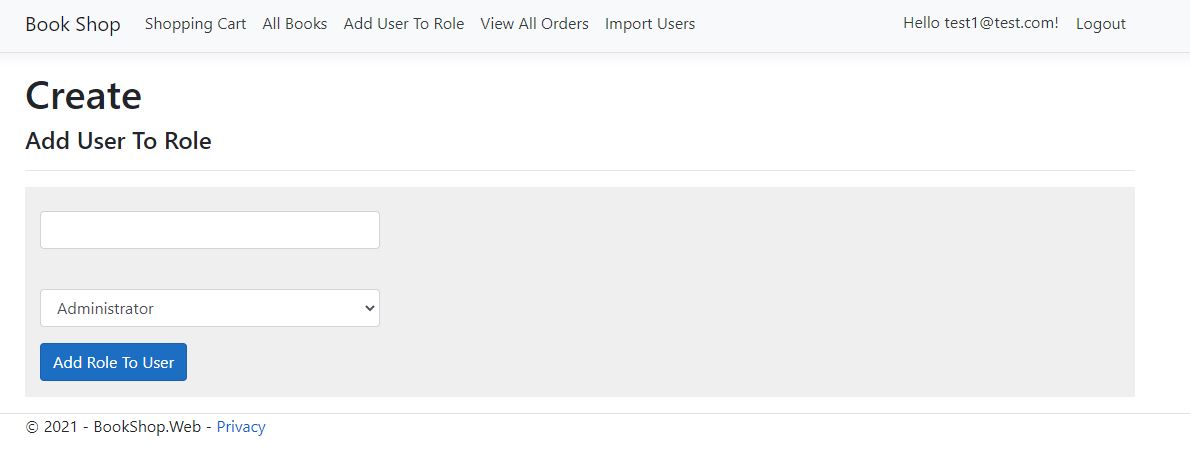 Book Shop Shopping Cart All Books Add User To Role View All Orders Import Users Hello test1@test.com! Logout
Create
Add User To Role
Administrator
Add Role To User
© 2021 - BookShop.Web - Privacy